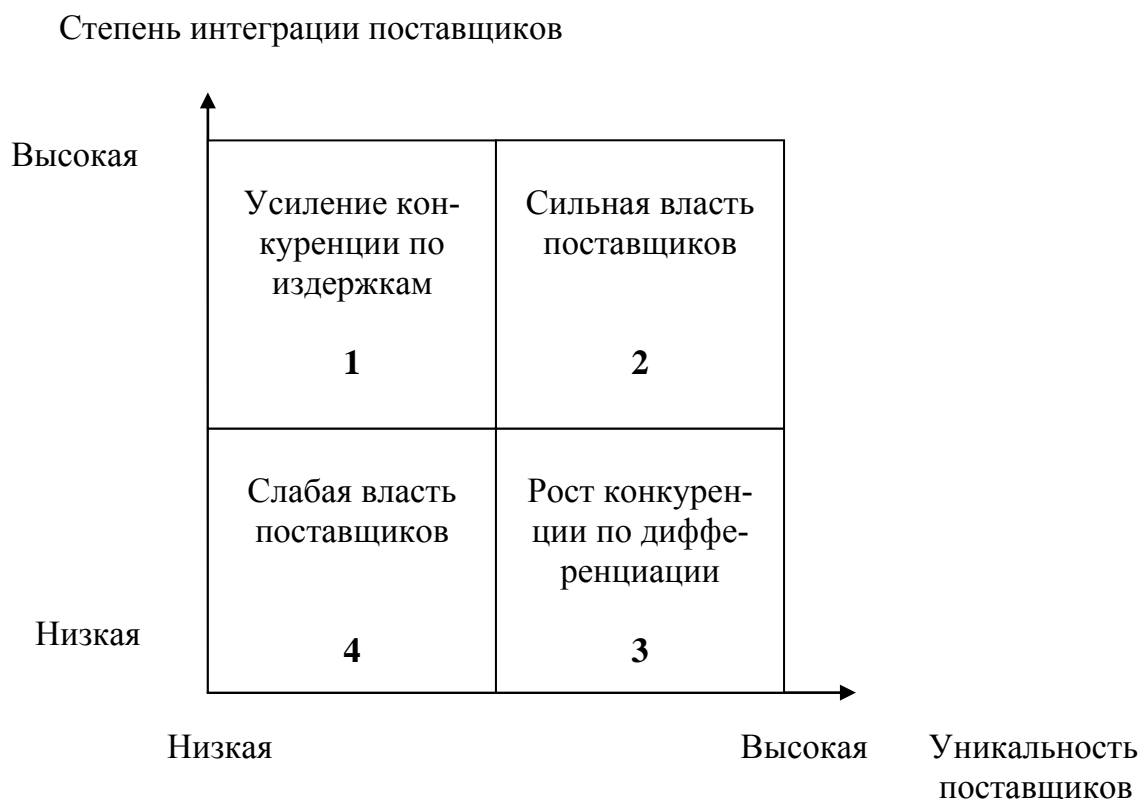 Степень интеграции поставщиков
Высокая
Усиление кон-
куренции по
издержкам
1
Сильная власть
поставщиков
2
Слабая власть
поставщиков
4
Рост конкурен-
ции по диффе-
ренциации
3
Низкая
Низкая
Высокая
Уникальность
поставщиков